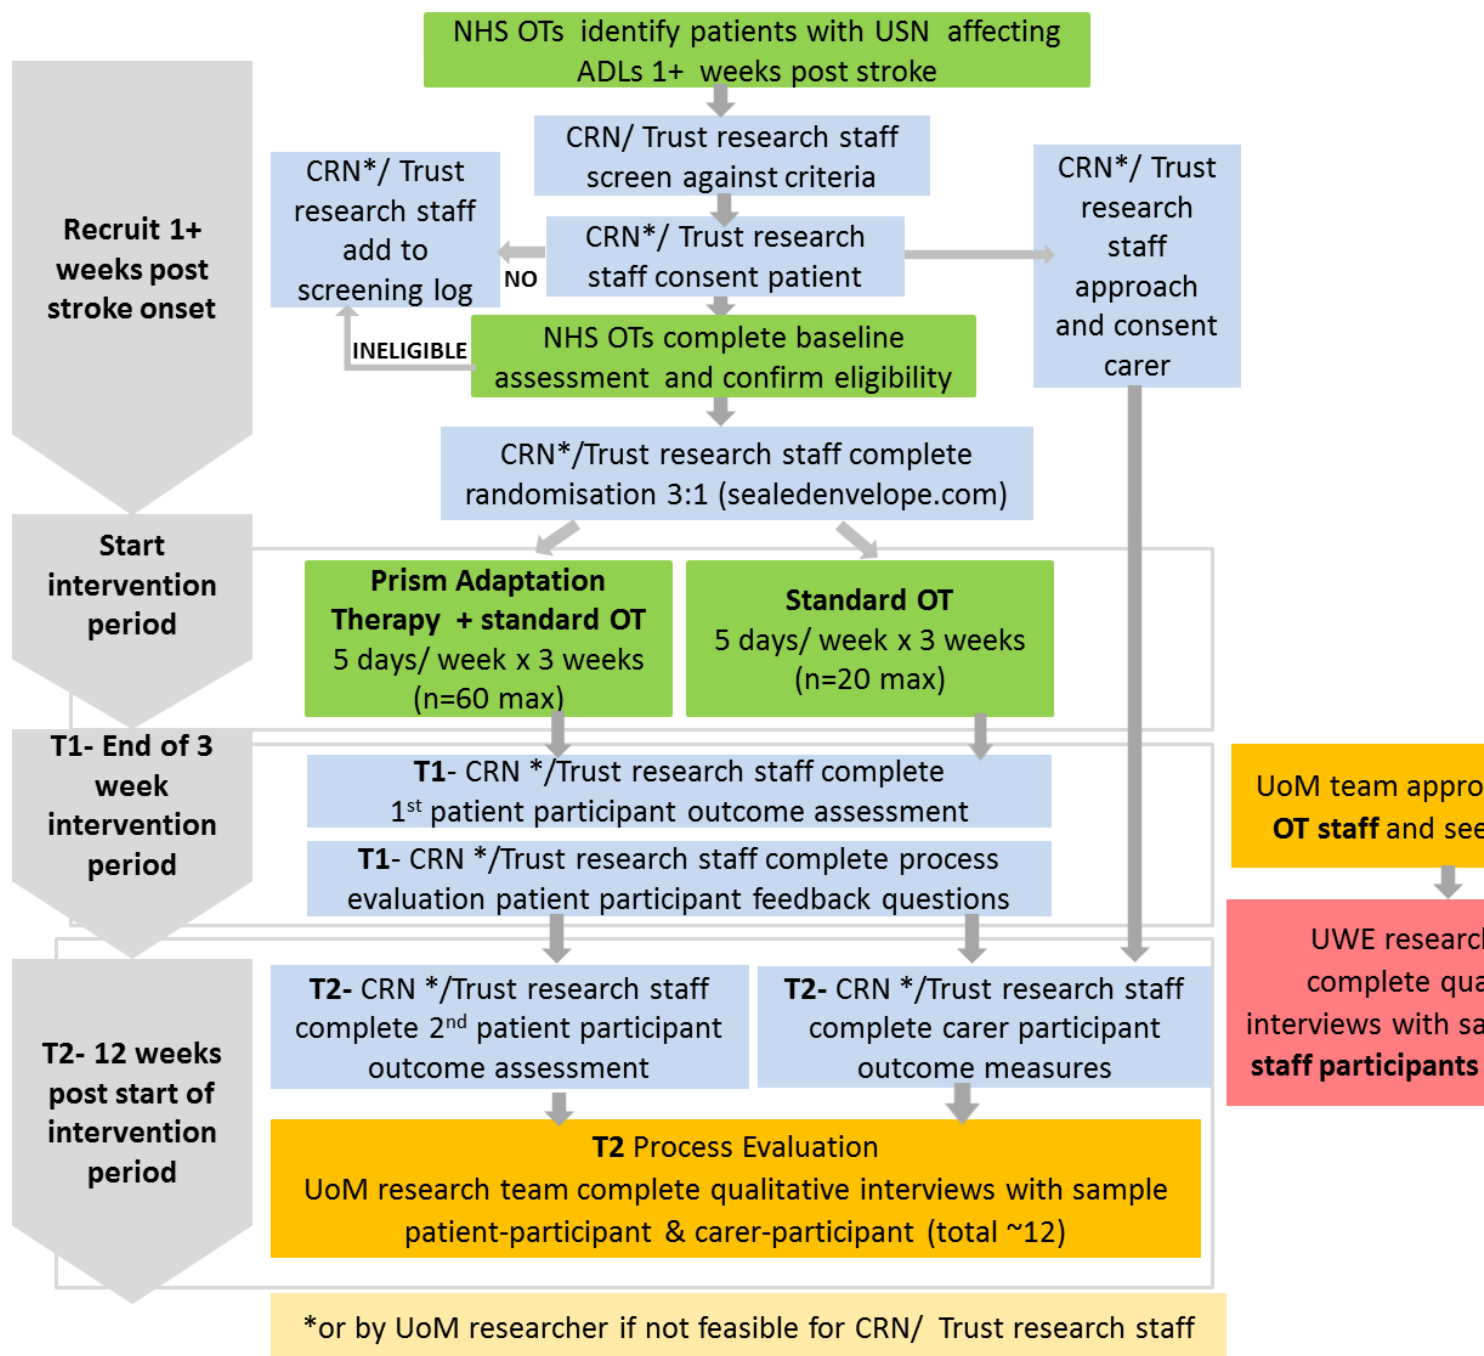 NHS OTs identify patients with USN affecting
ADLs 1+ weeks post stroke
Recruit 1+
weeks post
stroke onset
CRN/ Trust research staff
screen against criteria
CRN*/ Trust
research staff
add to
screening log
NO
CRN*/ Trust research
staff consent patient
CRN*/ Trust
research
staff
approach
and consent
carer
INELIGIBLE
NHS OTs complete baseline
assessment and confirm eligibility
CRN*/Trust research staff complete
randomisation 3:1 (sealedenvelope.com)
Start
intervention
period
Prism Adaptation
Therapy + standard OT
5 days/ week x 3 weeks
(n=60 max)
Standard OT
5 days/ week x 3 weeks
(n=20 max)
T1- End of 3
week
intervention
period
T1- CRN */Trust research staff complete
1st patient participant outcome assessment
T1- CRN */Trust research staff complete process
evaluation patient participant feedback questions
UoM team appro
OT staff and see
UWE research
complete qua
interviews with sa
staff participants
T2- 12 weeks
post start of
intervention
period
T2- CRN */Trust research staff
complete 2nd patient participant
outcome assessment
T2- CRN */Trust research staff
complete carer participant
outcome measures
T2 Process Evaluation
UoM research team complete qualitative interviews with sample
patient-participant & carer-participant (total ~12)
*or by UoM researcher if not feasible for CRN/ Trust research staff